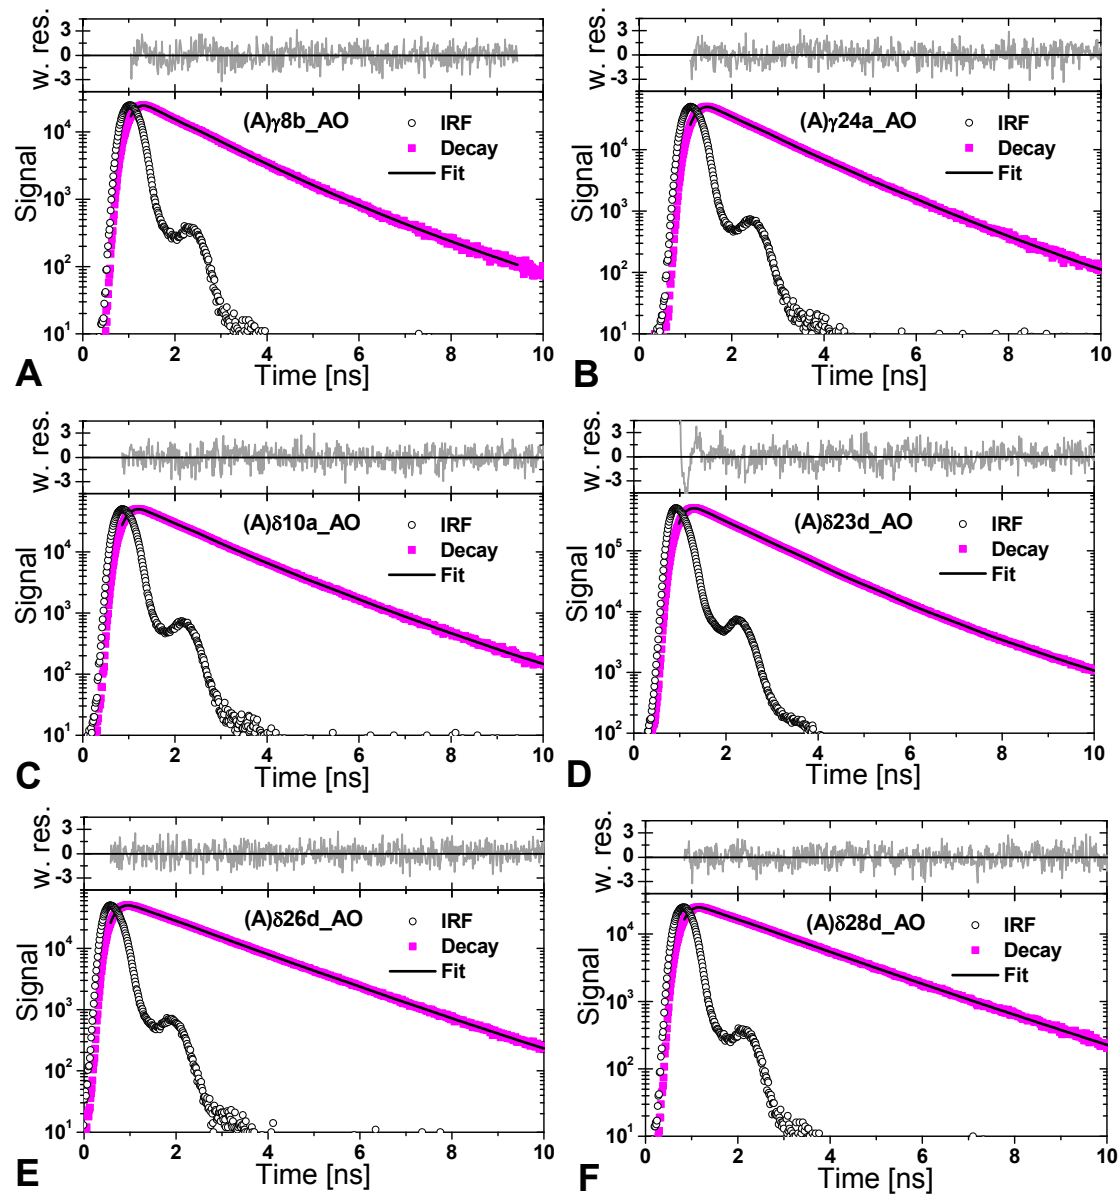 w. res.
3
0
-3
(A)γ8b_AO
IRF
Decay
Fit
Signal
10^4
10^3
10^2
10^1
0 2 4 6 8 10
Time [ns]
A
w. res.
3
0
-3
(A)γ24a_AO
IRF
Decay
Fit
Signal
10^4
10^3
10^2
10^1
0 2 4 6 8 10
Time [ns]
B
w. res.
3
0
-3
(A)δ10a_AO
IRF
Decay
Fit
Signal
10^4
10^3
10^2
10^1
0 2 4 6 8 10
Time [ns]
C
w. res.
3
0
-3
(A)δ23d_AO
IRF
Decay
Fit
Signal
10^5
10^4
10^3
10^2
0 2 4 6 8 10
Time [ns]
D
w. res.
3
0
-3
(A)δ26d_AO
IRF
Decay
Fit
Signal
10^4
10^3
10^2
10^1
0 2 4 6 8 10
Time [ns]
E
w. res.
3
0
-3
(A)δ28d_AO
IRF
Decay
Fit
Signal
10^4
10^3
10^2
10^1
0 2 4 6 8 10
Time [ns]
F